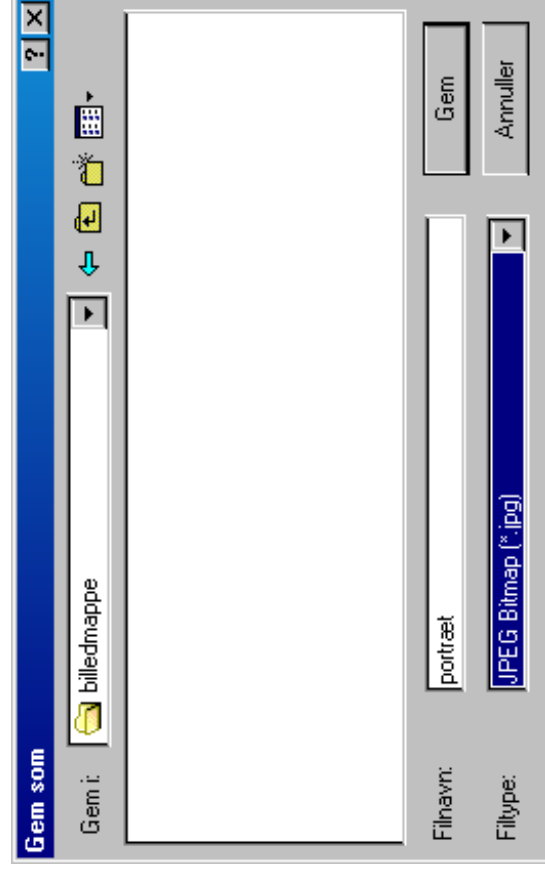 Gem som
Gem i: billedmappe
Filnavn: portræt Gem
Filtype: JPEG Bitmap (*.jpg) Annuller